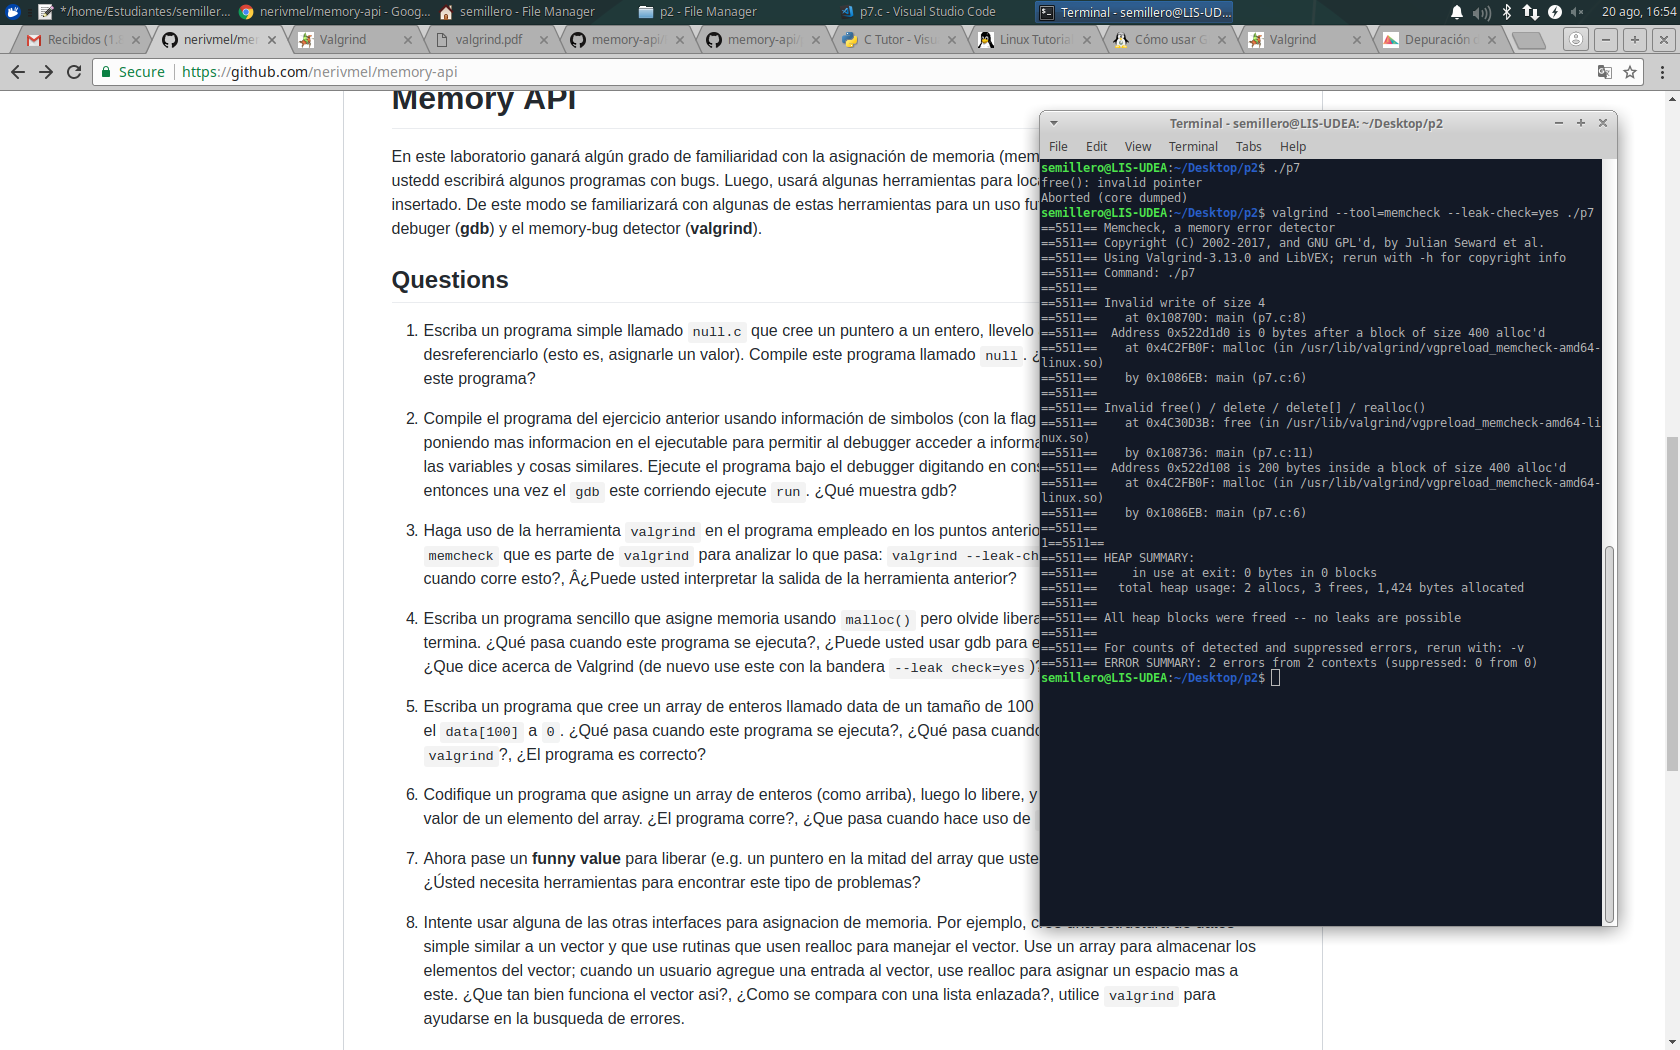 */home/Estudiantes/semiller... nerivmel/memory-api - Goog... semillero - File Manager p2 - File Manager p7.c - Visual Studio Code Terminal - semillero@LIS-UD... 20 ago, 16:54
Recibidos (1. nerivmel/mem Valgrind valgrind.pdf memory-api/ memory-api/ C Tutor - Visu Linux Tutoria Cómo usar G Valgrind Depuración
Secure https://github.com/nerivmel/memory-api
Memory API
En este laboratorio ganará algún grado de familiaridad con la asignación de memoria (mem
ustedd escribirá algunos programas con bugs. Luego, usará algunas herramientas para loca
insertado. De este modo se familiarizará con algunas de estas herramientas para un uso fu
debuger (gdb) y el memory-bug detector (valgrind).
Questions
1. Escriba un programa simple llamado null.c que cree un puntero a un entero, llevelo
desreferenciarlo (esto es, asignarle un valor). Compile este programa llamado null . ¿
este programa?
2. Compile el programa del ejercicio anterior usando información de simbolos (con la flag
poniendo mas informacion en el ejecutable para permitir al debugger acceder a informa
las variables y cosas similares. Ejecute el programa bajo el debugger digitando en con
entonces una vez el gdb este corriendo ejecute run . ¿Qué muestra gdb?
3. Haga uso de la herramienta valgrind en el programa empleado en los puntos anterio
memcheck que es parte de valgrind para analizar lo que pasa: valgrind --leak-ch
cuando corre esto?, Â¿Puede usted interpretar la salida de la herramienta anterior?
4. Escriba un programa sencillo que asigne memoria usando malloc() pero olvide libera
termina. ¿Qué pasa cuando este programa se ejecuta?, ¿Puede usted usar gdb para e
¿Que dice acerca de Valgrind (de nuevo use este con la bandera --leak check=yes )?
5. Escriba un programa que cree un array de enteros llamado data de un tamaño de 100
el data[100] a 0 . ¿Qué pasa cuando este programa se ejecuta?, ¿Qué pasa cuando
valgrind ?, ¿El programa es correcto?
6. Codifique un programa que asigne un array de enteros (como arriba), luego lo libere, y
valor de un elemento del array. ¿El programa corre?, ¿Que pasa cuando hace uso de
7. Ahora pase un funny value para liberar (e.g. un puntero en la mitad del array que uste
¿Ústed necesita herramientas para encontrar este tipo de problemas?
8. Intente usar alguna de las otras interfaces para asignacion de memoria. Por ejemplo, cree una estructura de datos
simple similar a un vector y que use rutinas que usen realloc para manejar el vector. Use un array para almacenar los
elementos del vector; cuando un usuario agregue una entrada al vector, use realloc para asignar un espacio mas a
este. ¿Que tan bien funciona el vector asi?, ¿Como se compara con una lista enlazada?, utilice valgrind para
ayudarse en la busqueda de errores.
Terminal - semillero@LIS-UDEA: ~/Desktop/p2
File Edit View Terminal Tabs Help
semillero@LIS-UDEA:~/Desktop/p2$ ./p7
free(): invalid pointer
Aborted (core dumped)
semillero@LIS-UDEA:~/Desktop/p2$ valgrind --tool=memcheck --leak-check=yes ./p7
==5511== Memcheck, a memory error detector
==5511== Copyright (C) 2002-2017, and GNU GPL'd, by Julian Seward et al.
==5511== Using Valgrind-3.13.0 and LibVEX; rerun with -h for copyright info
==5511== Command: ./p7
==5511==
==5511== Invalid write of size 4
==5511==    at 0x10870D: main (p7.c:8)
==5511==  Address 0x522d1d0 is 0 bytes after a block of size 400 alloc'd
==5511==    at 0x4C2FB0F: malloc (in /usr/lib/valgrind/vgpreload_memcheck-amd64-
linux.so)
==5511==    by 0x1086EB: main (p7.c:6)
==5511==
==5511== Invalid free() / delete / delete[] / realloc()
==5511==    at 0x4C30D3B: free (in /usr/lib/valgrind/vgpreload_memcheck-amd64-li
nux.so)
==5511==    by 0x108736: main (p7.c:11)
==5511==  Address 0x522d108 is 200 bytes inside a block of size 400 alloc'd
==5511==    at 0x4C2FB0F: malloc (in /usr/lib/valgrind/vgpreload_memcheck-amd64-
linux.so)
==5511==    by 0x1086EB: main (p7.c:6)
==5511==
1==5511==
==5511== HEAP SUMMARY:
==5511==     in use at exit: 0 bytes in 0 blocks
==5511==   total heap usage: 2 allocs, 3 frees, 1,424 bytes allocated
==5511==
==5511== All heap blocks were freed -- no leaks are possible
==5511==
==5511== For counts of detected and suppressed errors, rerun with: -v
==5511== ERROR SUMMARY: 2 errors from 2 contexts (suppressed: 0 from 0)
semillero@LIS-UDEA:~/Desktop/p2$